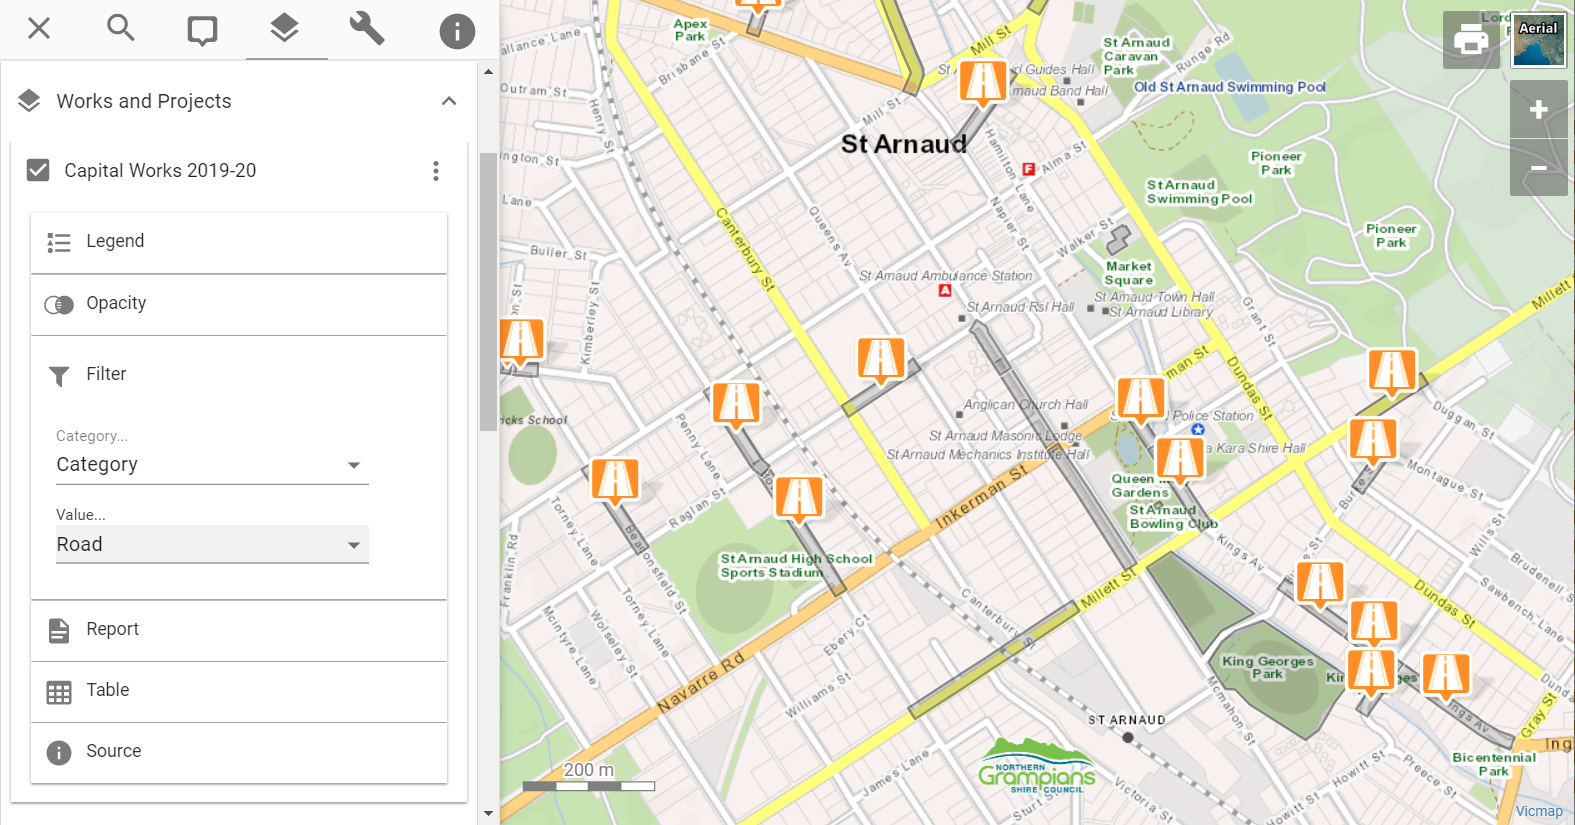 Works and Projects
Capital Works 2019-20
Legend
Opacity
Filter
Category...
Category
Value...
Road
Report
Table
Source
Apex
Park
Brisbane St
Outram St
Henry St
Mill St
Mill St
St Arnaud
Caravan
Park
Runge Rd
Aerial
Old St Arnaud Swimming Pool
Guides Hall
Band Hall
St Arnaud
Hamilton Lane
Alma St
F
Pioneer
Park
St Arnaud
Swimming Pool
Pioneer
Park
Lane
Canterbury St
Queens Av
Napier St
Walker St
Buller St
Kimberley St
St Arnaud Ambulance Station
A
Market
Square
St Arnaud Rsl Hall
St Arnaud Town Hall
St Arnaud Library
Grant St
Millett
Dundas St
Anglican Church Hall
Police Station
St Arnaud Masonic Lodge
Kara Shire Hall
St Arnaud Mechanics Institute Hall
School
Penny Lane
Duggan St
Montague St
Queen
Gardens
St Arnaud
Bowling Club
Inkerman St
Raglan St
Torney Lane
Franklin Rd
Beaconsfield St
St Arnaud High School
Sports Stadium
Kings Av
Wills St
Brudenell
Sawbench Lane
Millett St
Dundas St
Torney Lane
Wolseley St
McIntyre Lane
Ebery Ct
Canterbury St
Navarre Rd
Williams St
King Georges
Park
McMahon St
Gray St
ST ARNAUD
Howitt St
Preece St
Bicentennial
Park
James Lane
NORTHERN
Grampians
SHIRE COUNCIL
Victoria St
Sturt St
200 m
Vicmap